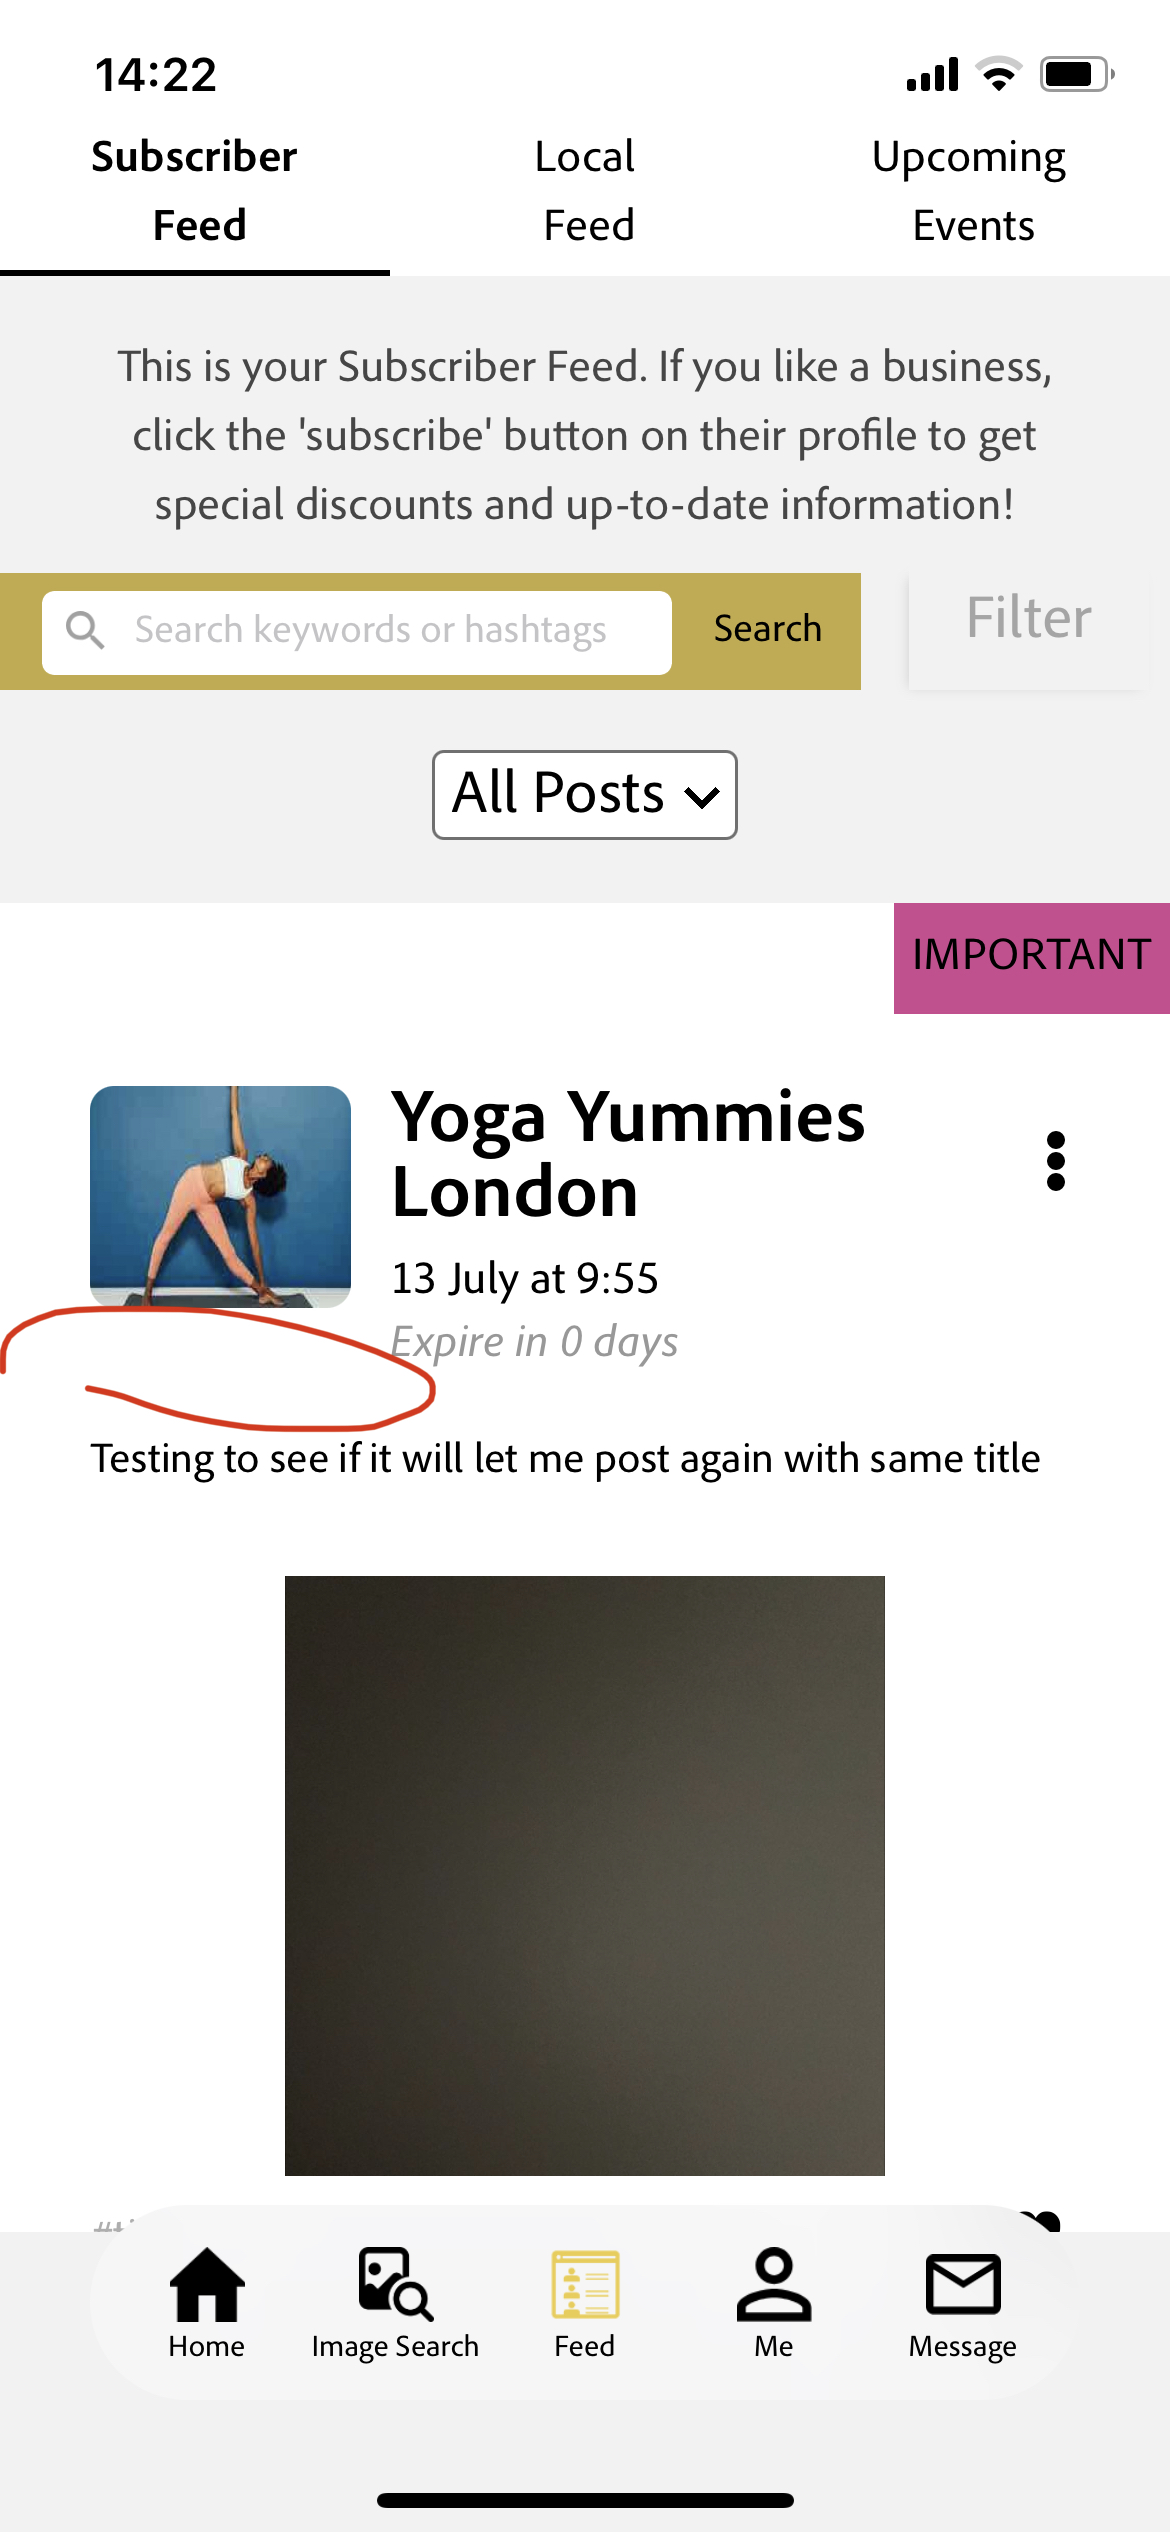 14:22
Subscriber Feed
Local Feed
Upcoming Events
This is your Subscriber Feed. If you like a business,
click the 'subscribe' button on their profile to get
special discounts and up-to-date information!
Search keywords or hashtags
Search
Filter
All Posts
IMPORTANT
Yoga Yummies
London
13 July at 9:55
Expire in 0 days
Testing to see if it will let me post again with same title
Home
Image Search
Feed
Me
Message